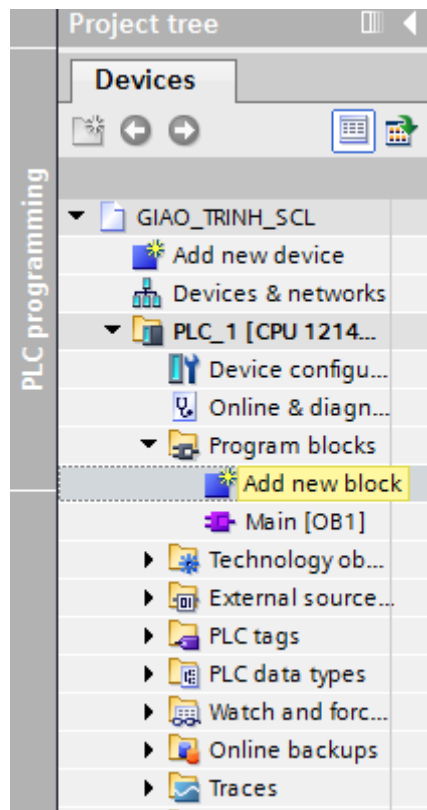 Project tree
Devices
PLC programming
GIAO_TRINH_SCL
Add new device
Devices & networks
PLC_1 [CPU 1214...
Device configu...
Online & diagn...
Program blocks
Add new block
Main [OB1]
Technology ob...
External source...
PLC tags
PLC data types
Watch and forc...
Online backups
Traces